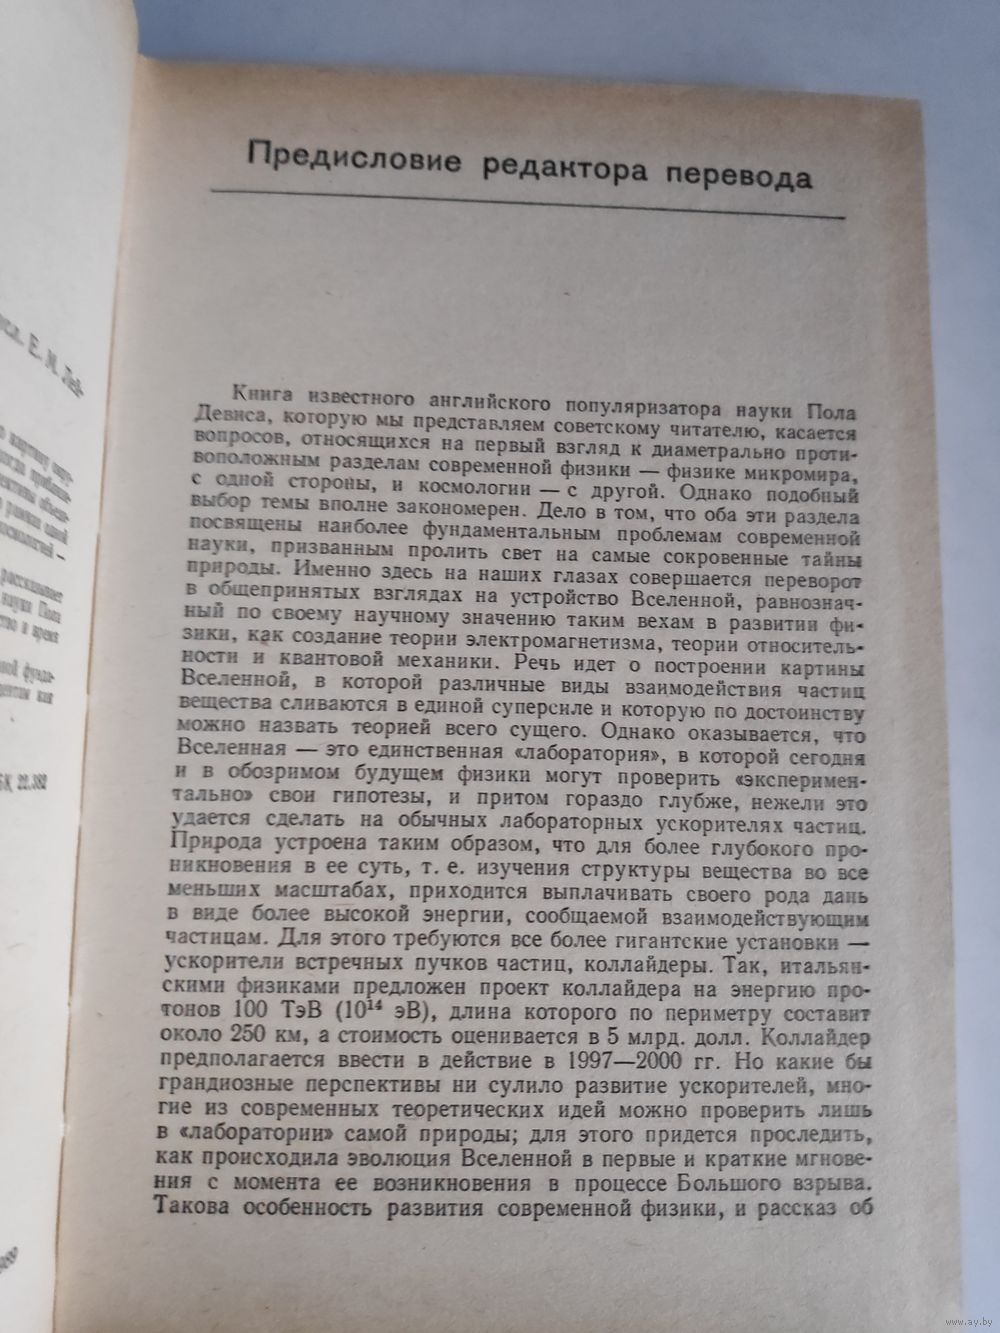 Предисловие редактора перевода
Книга известного английского популяризатора науки Пола
Девиса, которую мы представляем советскому читателю, касается
вопросов, относящихся на первый взгляд к диаметрально проти-
воположным разделам современной физики — физике микромира,
с одной стороны, и космологии — с другой. Однако подобный
выбор темы вполне закономерен. Дело в том, что оба эти раздела
посвящены наиболее фундаментальным проблемам современной
науки, призванным пролить свет на самые сокровенные тайны
природы. Именно здесь на наших глазах совершается переворот
в общепринятых взглядах на устройство Вселенной, равнознач-
ный по своему научному значению таким вехам в развитии фи-
зики, как создание теории электромагнетизма, теории относитель-
ности и квантовой механики. Речь идет о построении картины
Вселенной, в которой различные виды взаимодействия частиц
вещества сливаются в единой суперсиле и которую по достоинству
можно назвать теорией всего сущего. Однако оказывается, что
Вселенная — это единственная «лаборатория», в которой сегодня
и в обозримом будущем физики могут проверить «эксперимен-
тально» свои гипотезы, и притом гораздо глубже, нежели это
удается сделать на обычных лабораторных ускорителях частиц.
Природа устроена таким образом, что для более глубокого про-
никновения в ее суть, т. е. изучения структуры вещества во все
меньших масштабах, приходится выплачивать своего рода дань
в виде более высокой энергии, сообщаемой взаимодействующим
частицам. Для этого требуются все более гигантские установки —
ускорители встречных пучков частиц, коллайдеры. Так, итальян-
скими физиками предложен проект коллайдера на энергию про-
тонов 100 ТэВ (10¹⁴ эВ), длина которого по периметру составит
около 250 км, а стоимость оценивается в 5 млрд. долл. Коллайдер
предполагается ввести в действие в 1997—2000 гг. Но какие бы
грандиозные перспективы ни сулило развитие ускорителей, мно-
гие из современных теоретических идей можно проверить лишь
в «лаборатории» самой природы; для этого придется проследить,
как происходила эволюция Вселенной в первые и краткие мгнове-
ния с момента ее возникновения в процессе Большого взрыва.
Такова особенность развития современной физики, и рассказ об
Е. М. Лей-
рассказывает
науки Пола
и время
22.382
www.ay.by